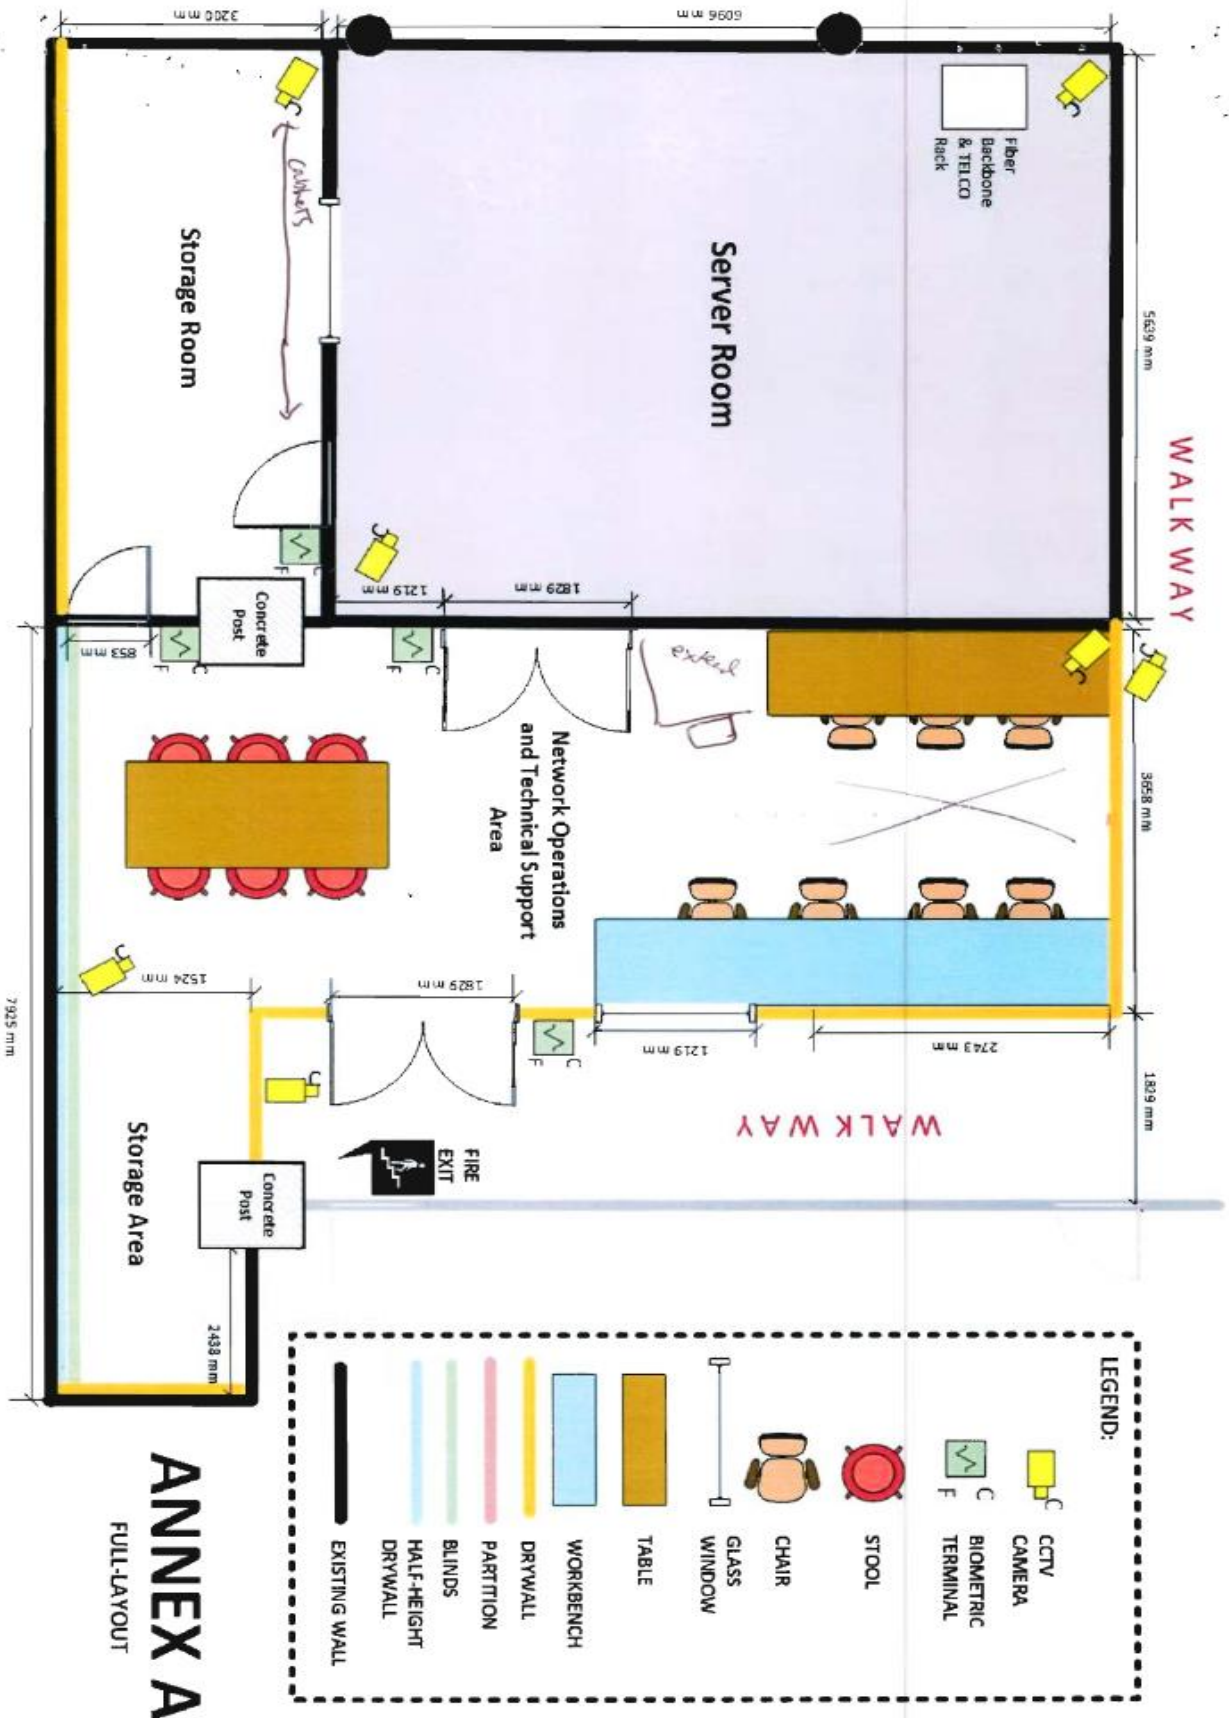 3200 mm
6096 mm
5639 mm
Fiber
Backbone
& TELCO
Rack
Server Room
cabinets
Storage Room
WALK WAY
1219 mm
1829 mm
Concrete
Post
C
F
C
F
C
F
853 mm
extend
3658 mm
Network Operations
and Technical Support
Area
1524 mm
1829 mm
C
F
1219 mm
2743 mm
1829 mm
7925 mm
WALK WAY
FIRE
EXIT
Storage Area
Concrete
Post
2438 mm
LEGEND:
C
CCTV
CAMERA
C
F
BIOMETRIC
TERMINAL
STOOL
CHAIR
GLASS
WINDOW
TABLE
WORKBENCH
DRYWALL
PARTITION
BLINDS
HALF-HEIGHT
DRYWALL
EXISTING WALL
ANNEX A
FULL-LAYOUT